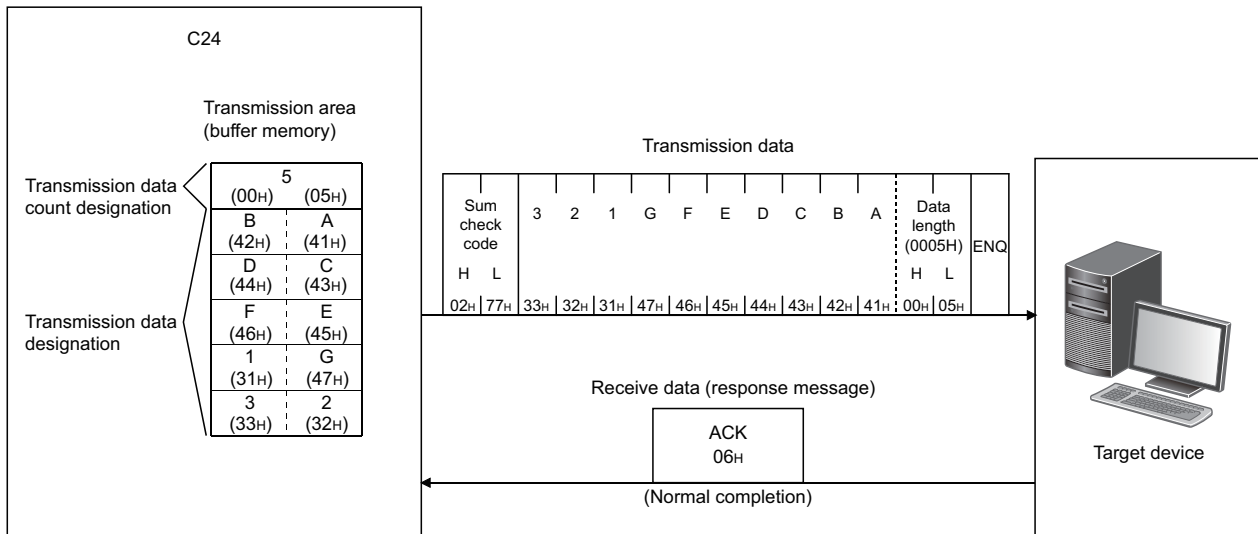 C24
Transmission area
(buffer memory)
Transmission data
count designation
5
(00H) (05H)
B A
(42H) (41H)
D C
(44H) (43H)
F E
(46H) (45H)
1 G
(31H) (47H)
3 2
(33H) (32H)
Transmission data
designation
Transmission data
Sum
check
code
H L
3 2 1 G F E D C B A
Data
length
(0005H)
H L
ENQ
02H 77H 33H 32H 31H 47H 46H 45H 44H 43H 42H 41H 00H 05H
Receive data (response message)
ACK
06H
(Normal completion)
Target device